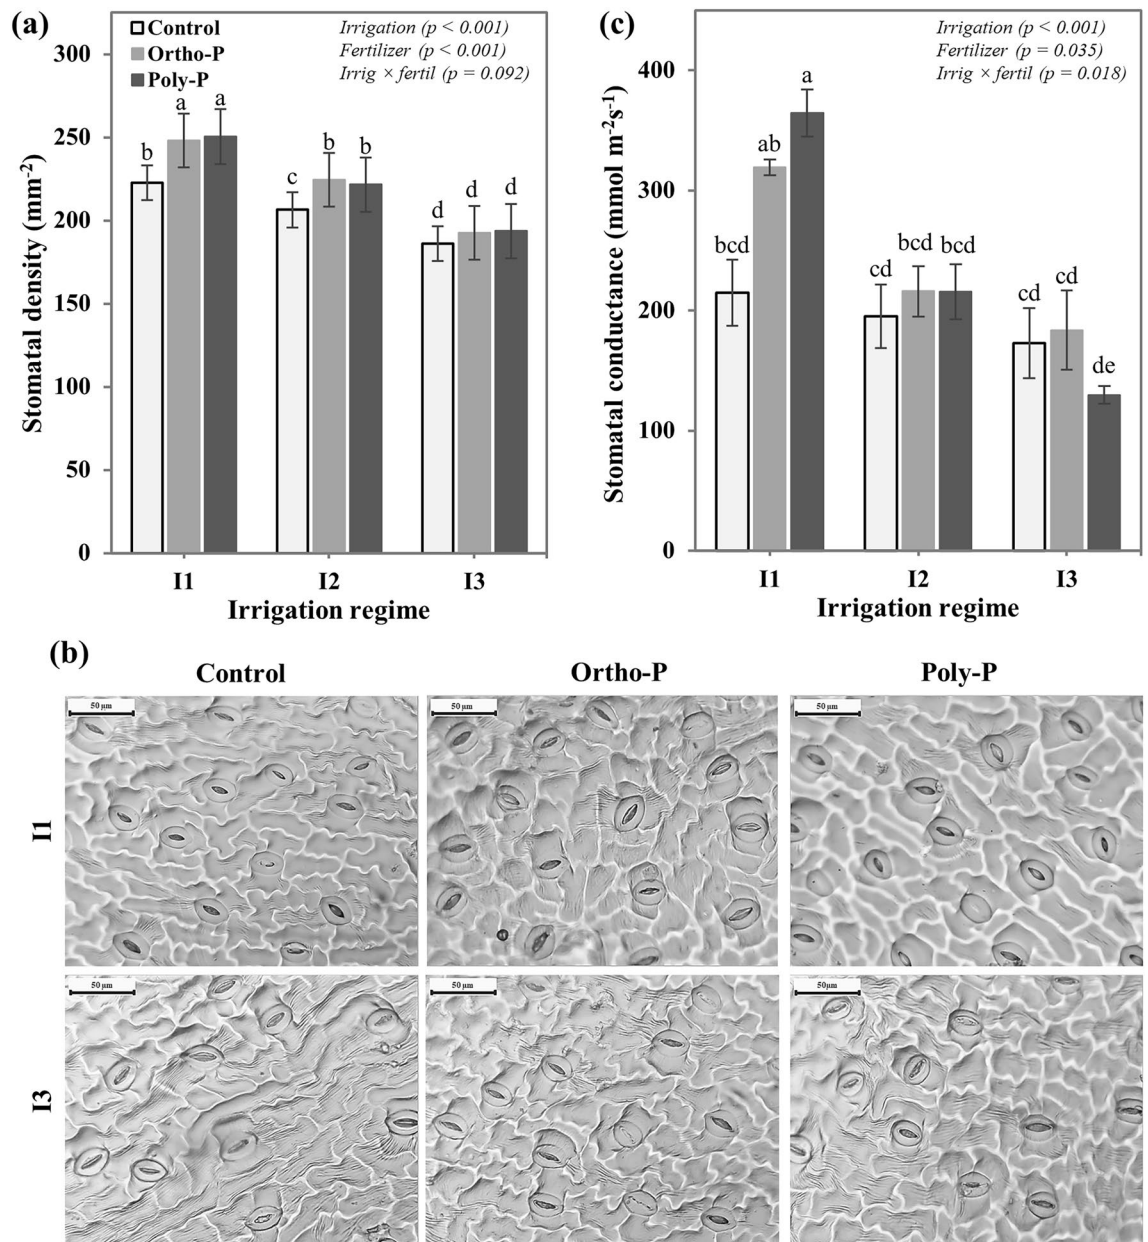 (a)
Control
Ortho-P
Poly-P
Irrigation (p < 0.001)
Fertilizer (p < 0.001)
Irrig × fertil (p = 0.092)
Stomatal density (mm⁻²)
300
250
200
150
100
50
0
b
a
a
c
b
b
d
d
d
I1
I2
I3
Irrigation regime
(c)
Irrigation (p < 0.001)
Fertilizer (p = 0.035)
Irrig × fertil (p = 0.018)
Stomatal conductance (mmol m⁻²s⁻¹)
400
300
200
100
0
bcd
ab
a
cd
bcd
bcd
cd
cd
de
I1
I2
I3
Irrigation regime
(b)
Control
Ortho-P
Poly-P
I1
50 µm
50 µm
50 µm
I3
50 µm
50 µm
50 µm